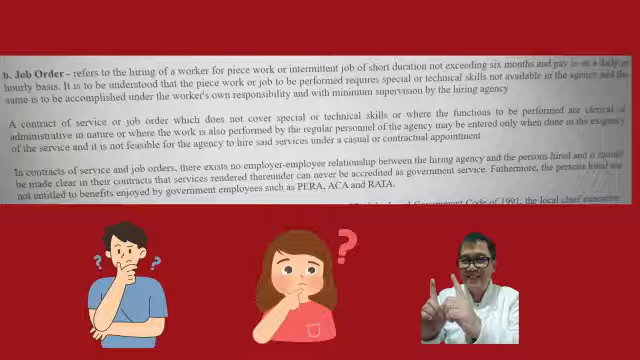 b. Job Order - refers to the hiring of a worker for piece work or intermittent job of short duration not exceeding six months and pay is on a daily or
hourly basis. It is to be understood that the piece work or job to be performed requires special or technical skills not available in the agency and the
same is to be accomplished under the worker's own responsibility and with minimum supervision by the hiring agency
A contract of service or job order which does not cover special or technical skills or where the functions to be performed are clerical or
administrative in nature or where the work is also performed by the regular personnel of the agency may be entered only when done in the exigency
of the service and it is not feasible for the agency to hire said services under a casual or contractual appointment
In contracts of service and job orders, there exists no employer-employee relationship between the hiring agency and the persons hired and it should
be made clear in their contracts that services rendered thereunder can never be accredited as government service. Futhermore, the persons hired are
not entitled to benefits enjoyed by government employees such as PERA, ACA and RATA.
Government Code of 1991, the local chief executive